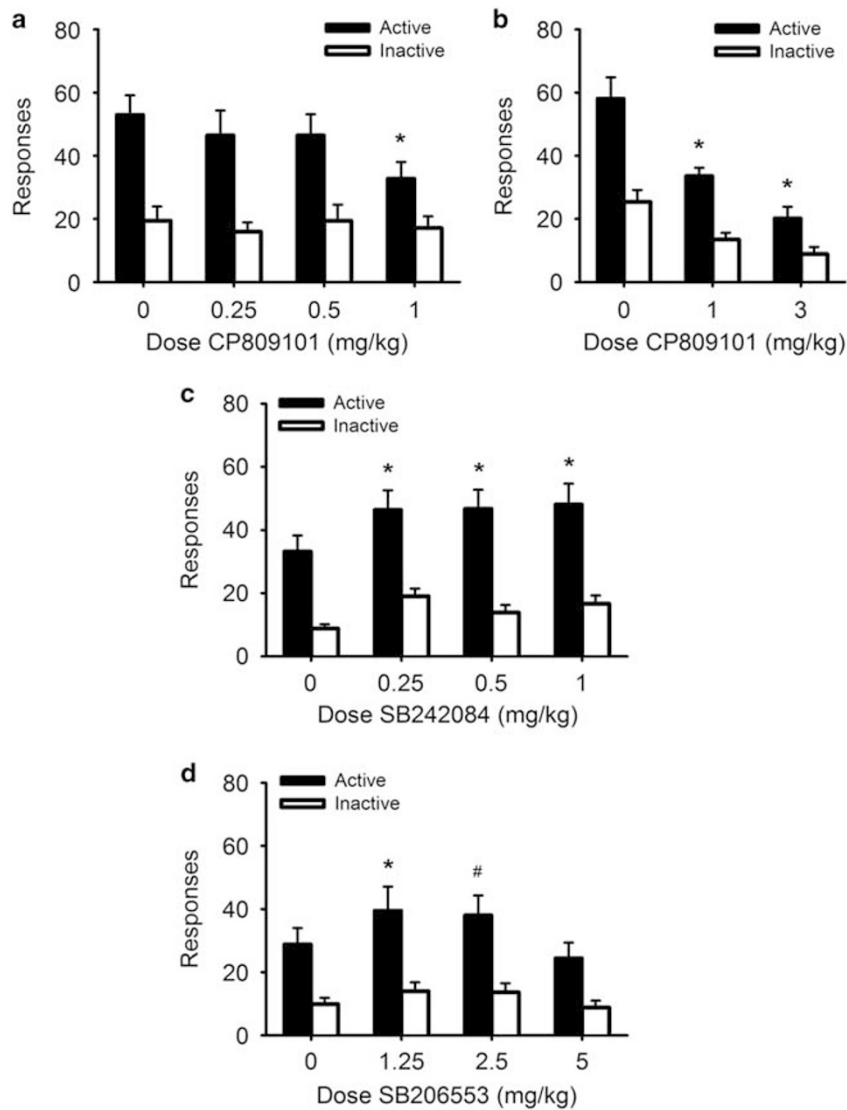 a
80
60
40
20
0
Responses
Active
Inactive
*
0 0.25 0.5 1
Dose CP809101 (mg/kg)
b
80
60
40
20
0
Responses
Active
Inactive
* *
0 1 3
Dose CP809101 (mg/kg)
c
80
60
40
20
0
Responses
Active
Inactive
* * *
0 0.25 0.5 1
Dose SB242084 (mg/kg)
d
80
60
40
20
0
Responses
Active
Inactive
* #
0 1.25 2.5 5
Dose SB206553 (mg/kg)